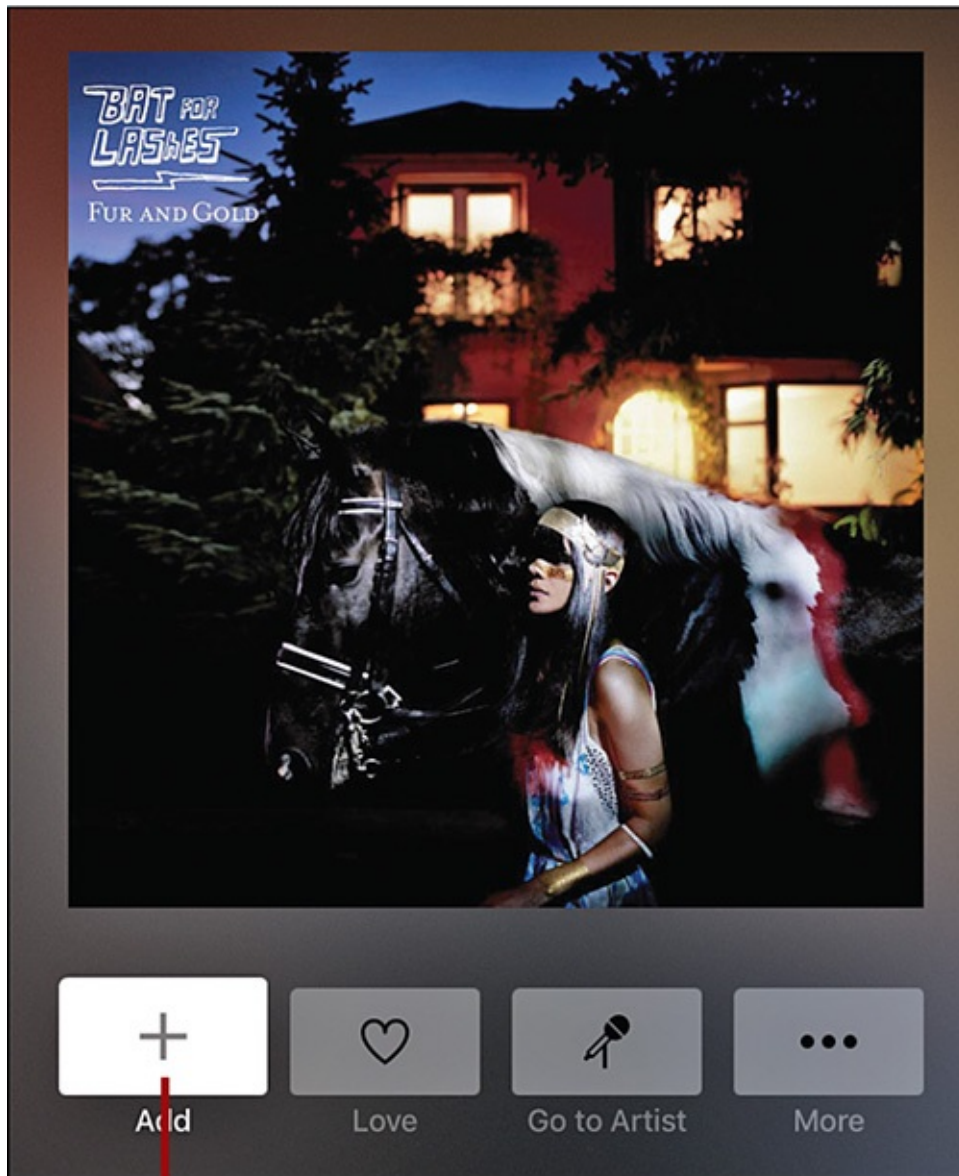 BAT FOR
LASHES
FUR AND GOLD
Add
Love
Go to Artist
More